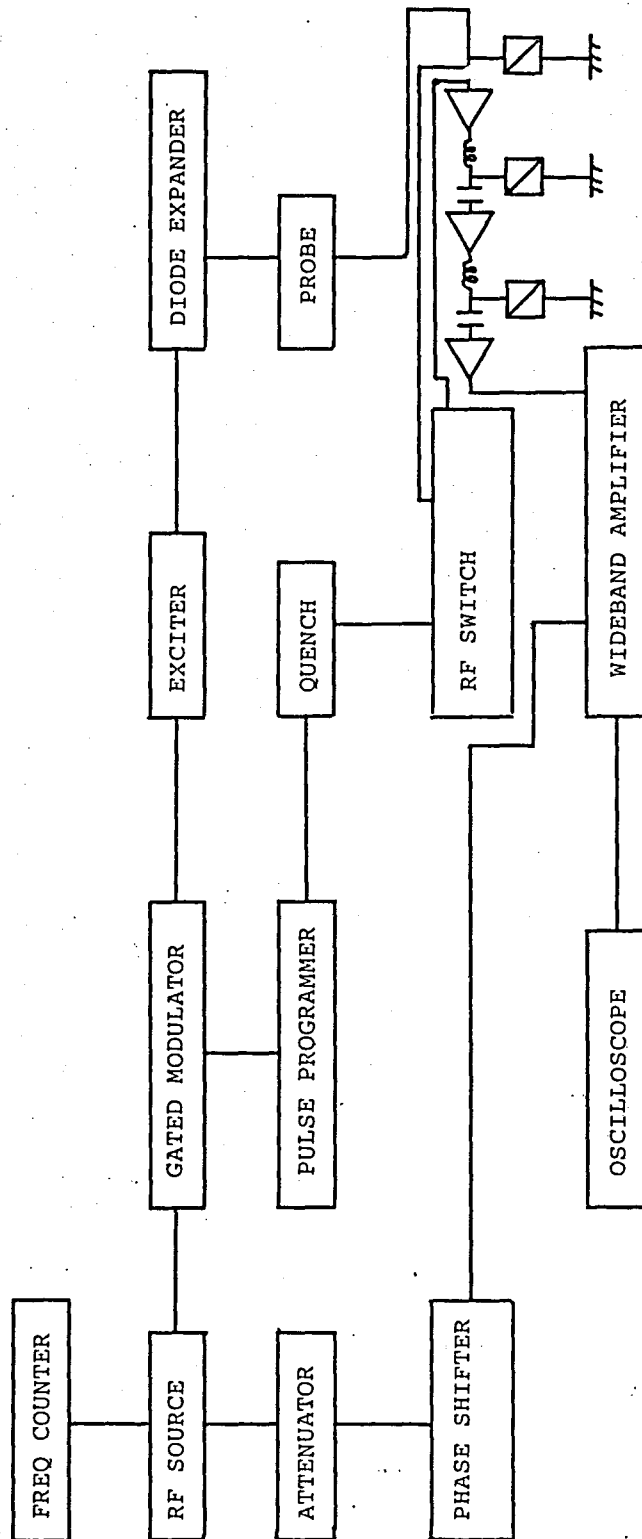 FREQ COUNTER
RF SOURCE
GATED MODULATOR
EXCITER
DIODE EXPANDER
ATTENUATOR
PULSE PROGRAMMER
QUENCH
PROBE
PHASE SHIFTER
RF SWITCH
OSCILLOSCOPE
WIDEBAND AMPLIFIER